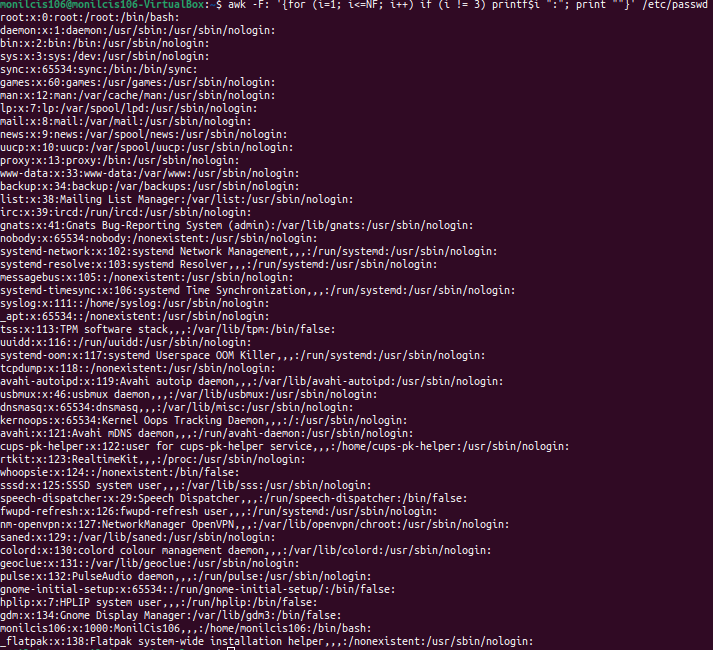 monilcis106@monilcis106-VirtualBox:~$ awk -F: '{for (i=1; i<=NF; i++) if (i != 3) printf$i ":"; print ""}' /etc/passwd
root:x:0:root:/root:/bin/bash:
daemon:x:1:daemon:/usr/sbin:/usr/sbin/nologin:
bin:x:2:bin:/bin:/usr/sbin/nologin:
sys:x:3:sys:/dev:/usr/sbin/nologin:
sync:x:65534:sync:/bin:/bin/sync:
games:x:60:games:/usr/games:/usr/sbin/nologin:
man:x:12:man:/var/cache/man:/usr/sbin/nologin:
lp:x:7:lp:/var/spool/lpd:/usr/sbin/nologin:
mail:x:8:mail:/var/mail:/usr/sbin/nologin:
news:x:9:news:/var/spool/news:/usr/sbin/nologin:
uucp:x:10:uucp:/var/spool/uucp:/usr/sbin/nologin:
proxy:x:13:proxy:/bin:/usr/sbin/nologin:
www-data:x:33:www-data:/var/www:/usr/sbin/nologin:
backup:x:34:backup:/var/backups:/usr/sbin/nologin:
list:x:38:Mailing List Manager:/var/list:/usr/sbin/nologin:
irc:x:39:ircd:/run/ircd:/usr/sbin/nologin:
gnats:x:41:Gnats Bug-Reporting System (admin):/var/lib/gnats:/usr/sbin/nologin:
nobody:x:65534:nobody:/nonexistent:/usr/sbin/nologin:
systemd-network:x:102:systemd Network Management,,,:/run/systemd:/usr/sbin/nologin:
systemd-resolve:x:103:systemd Resolver,,,:/run/systemd:/usr/sbin/nologin:
messagebus:x:105::/nonexistent:/usr/sbin/nologin:
systemd-timesync:x:106:systemd Time Synchronization,,,:/run/systemd:/usr/sbin/nologin:
syslog:x:111::/home/syslog:/usr/sbin/nologin:
_apt:x:65534::/nonexistent:/usr/sbin/nologin:
tss:x:113:TPM software stack,,,:/var/lib/tpm:/bin/false:
uuidd:x:116::/run/uuidd:/usr/sbin/nologin:
systemd-oom:x:117:systemd Userspace OOM Killer,,,:/run/systemd:/usr/sbin/nologin:
tcpdump:x:118::/nonexistent:/usr/sbin/nologin:
avahi-autoipd:x:119:Avahi autoip daemon,,,:/var/lib/avahi-autoipd:/usr/sbin/nologin:
usbmux:x:46:usbmux daemon,,,:/var/lib/usbmux:/usr/sbin/nologin:
dnsmasq:x:65534:dnsmasq,,,:/var/lib/misc:/usr/sbin/nologin:
kernoops:x:65534:Kernel Oops Tracking Daemon,,,:/:/usr/sbin/nologin:
avahi:x:121:Avahi mDNS daemon,,,:/run/avahi-daemon:/usr/sbin/nologin:
cups-pk-helper:x:122:user for cups-pk-helper service,,,:/home/cups-pk-helper:/usr/sbin/nologin:
rtkit:x:123:RealtimeKit,,,:/proc:/usr/sbin/nologin:
whoopsie:x:124::/nonexistent:/bin/false:
sssd:x:125:SSSD system user,,,:/var/lib/sss:/usr/sbin/nologin:
speech-dispatcher:x:29:Speech Dispatcher,,,:/run/speech-dispatcher:/bin/false:
fwupd-refresh:x:126:fwupd-refresh user,,,:/run/systemd:/usr/sbin/nologin:
nm-openvpn:x:127:NetworkManager OpenVPN,,,:/var/lib/openvpn/chroot:/usr/sbin/nologin:
saned:x:129::/var/lib/saned:/usr/sbin/nologin:
colord:x:130:colord colour management daemon,,,:/var/lib/colord:/usr/sbin/nologin:
geoclue:x:131::/var/lib/geoclue:/usr/sbin/nologin:
pulse:x:132:PulseAudio daemon,,,:/run/pulse:/usr/sbin/nologin:
gnome-initial-setup:x:65534::/run/gnome-initial-setup/:/bin/false:
hplip:x:7:HPLIP system user,,,:/run/hplip:/bin/false:
gdm:x:134:Gnome Display Manager:/var/lib/gdm3:/bin/false:
monilcis106:x:1000:MonilCis106,,,:/home/monilcis106:/bin/bash:
_flatpak:x:138:Flatpak system-wide installation helper,,,:/nonexistent:/usr/sbin/nologin: